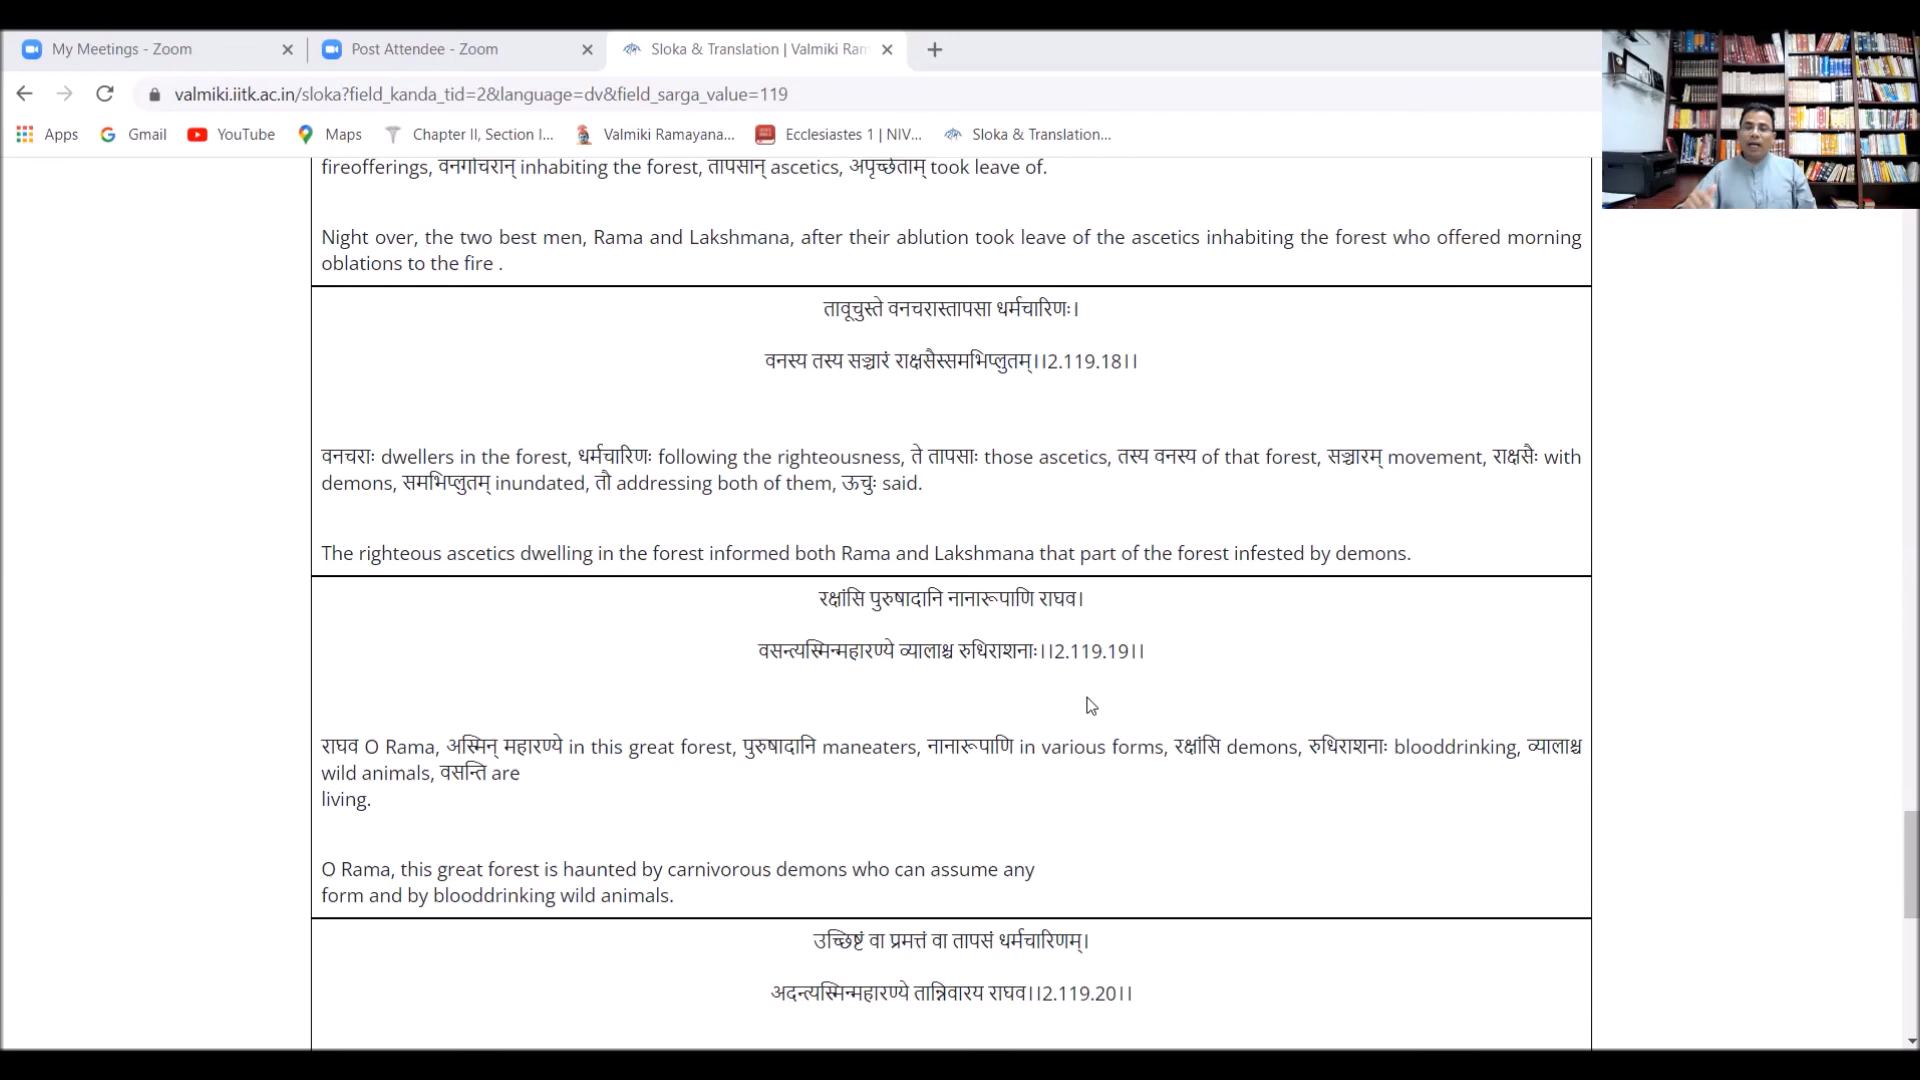 My Meetings - Zoom
Post Attendee - Zoom
Sloka & Translation | Valmiki Ram
valmiki.iitk.ac.in/sloka?field_kanda_tid=2&language=dv&field_sarga_value=119
Apps
Gmail
YouTube
Maps
Chapter II, Section I...
Valmiki Ramayana...
Ecclesiastes 1 | NIV...
Sloka & Translation...
fireofferings, वनगोचरान् inhabiting the forest, तापसान् ascetics, अपृच्छेताम् took leave of.
Night over, the two best men, Rama and Lakshmana, after their ablution took leave of the ascetics inhabiting the forest who offered morning
oblations to the fire .
तावूचुस्ते वनचरास्तापसा धर्मचारिणः।
वनस्य तस्य सञ्चारं राक्षसैस्समभिप्लुतम्।।2.119.18।।
वनचराः dwellers in the forest, धर्मचारिणः following the righteousness, ते तापसाः those ascetics, तस्य वनस्य of that forest, सञ्चारम् movement, राक्षसैः with
demons, समभिप्लुतम् inundated, तौ addressing both of them, ऊचुः said.
The righteous ascetics dwelling in the forest informed both Rama and Lakshmana that part of the forest infested by demons.
रक्षांसि पुरुषादानि नानारूपाणि राघव।
वसन्त्यस्मिन्महारण्ये व्यालाश्च रुधिराशनाः।।2.119.19।।
राघव O Rama, अस्मिन् महारण्ये in this great forest, पुरुषादानि maneaters, नानारूपाणि in various forms, रक्षांसि demons, रुधिराशनाः blooddrinking, व्यालाश्च
wild animals, वसन्ति are
living.
O Rama, this great forest is haunted by carnivorous demons who can assume any
form and by blooddrinking wild animals.
उच्छिष्टं वा प्रमत्तं वा तापसं धर्मचारिणम्।
अदन्त्यस्मिन्महारण्ये तान्निवारय राघव।।2.119.20।।